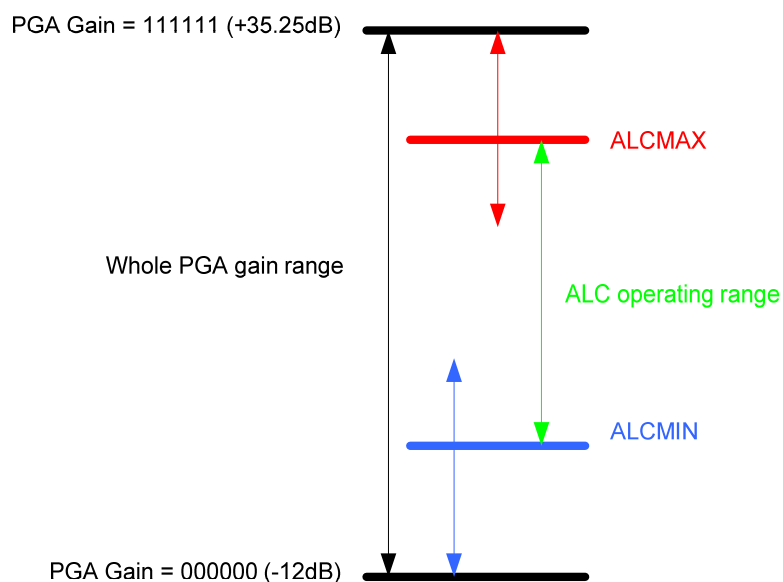 PGA Gain = 111111 (+35.25dB)
ALCMAX
Whole PGA gain range
ALC operating range
ALCMIN
PGA Gain = 000000 (-12dB)